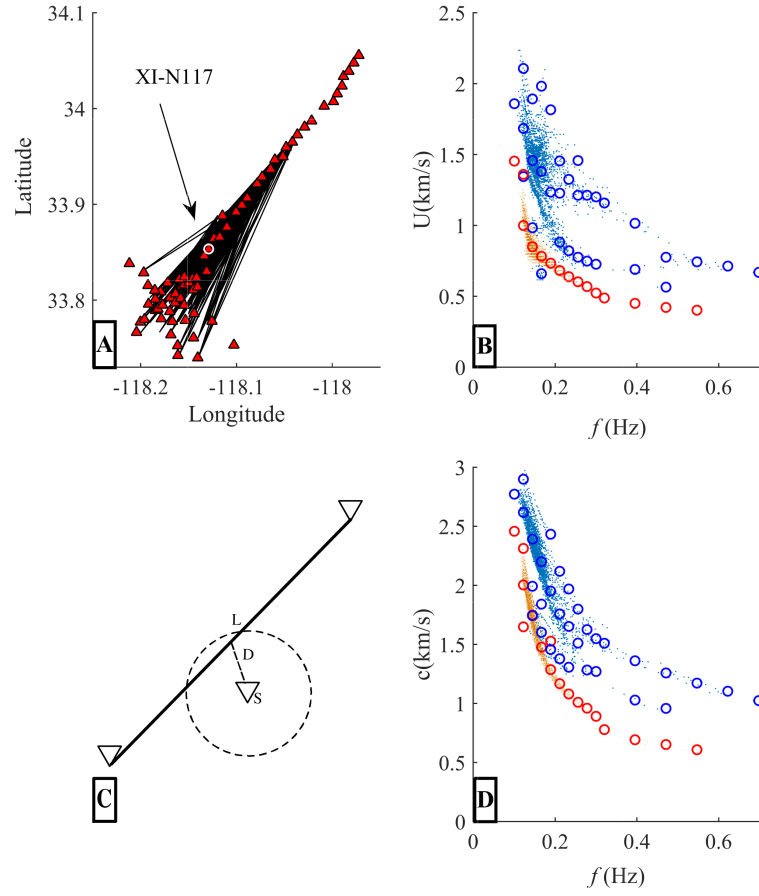 34.1
34
33.9
33.8
Latitude
XI-N117
A
-118.2
-118.1
-118
Longitude
2.5
2
1.5
1
0.5
0
U(km/s)
B
0
0.2
0.4
0.6
f (Hz)
L
D
S
C
3
2.5
2
1.5
1
0.5
0
c(km/s)
D
0
0.2
0.4
0.6
f (Hz)